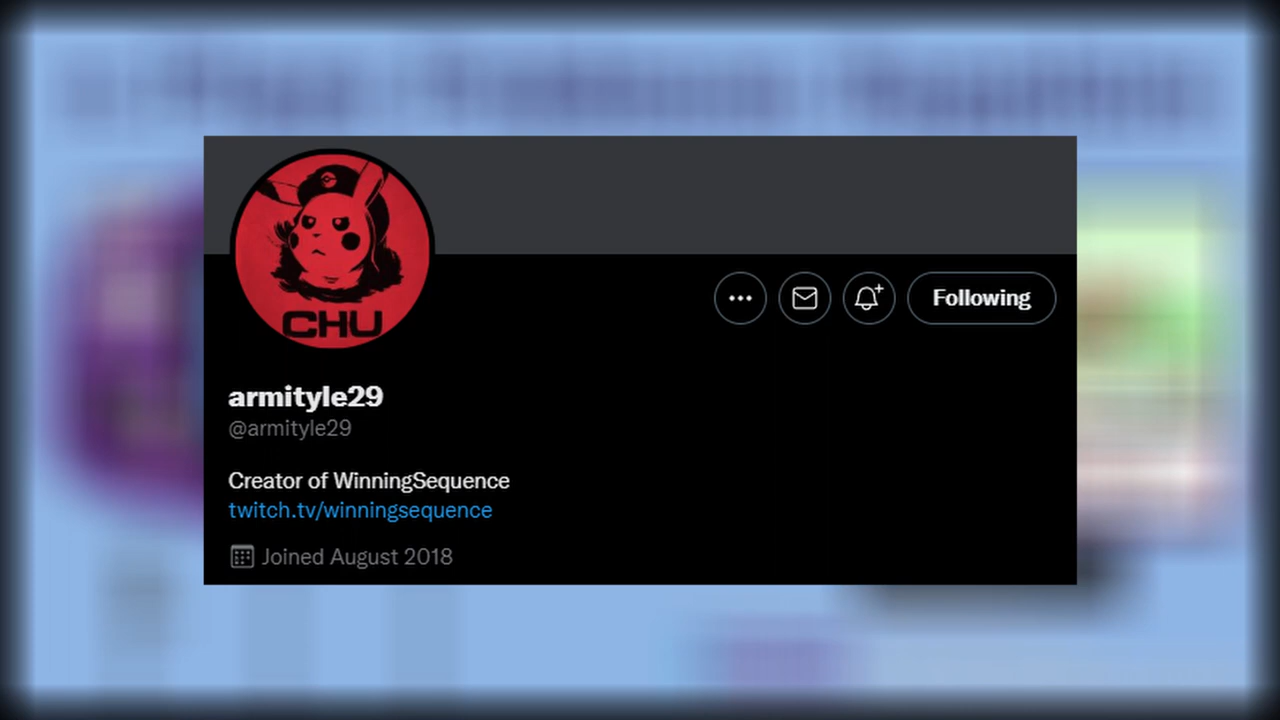 CHU
Following
armityle29
@armityle29
Creator of WinningSequence
twitch.tv/winningsequence
Joined August 2018